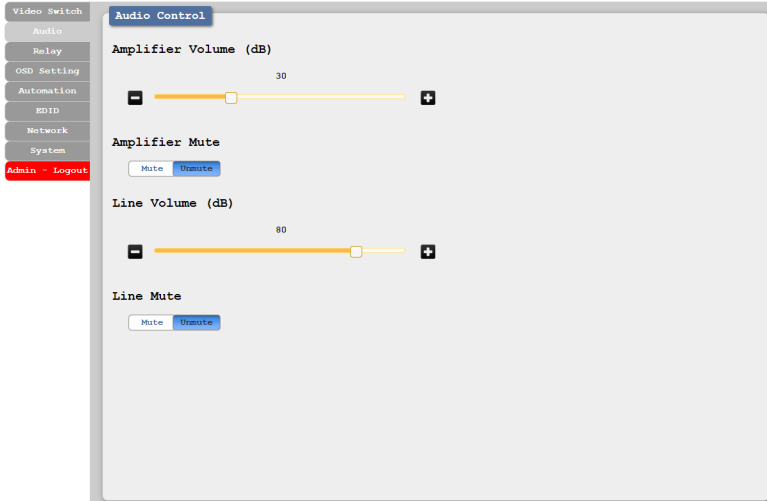 Video Switch
Audio
Relay
OSD Setting
Automation
EDID
Network
System
Admin - Logout
Audio Control
Amplifier Volume (dB)
30
Amplifier Mute
Mute Unmute
Line Volume (dB)
80
Line Mute
Mute Unmute